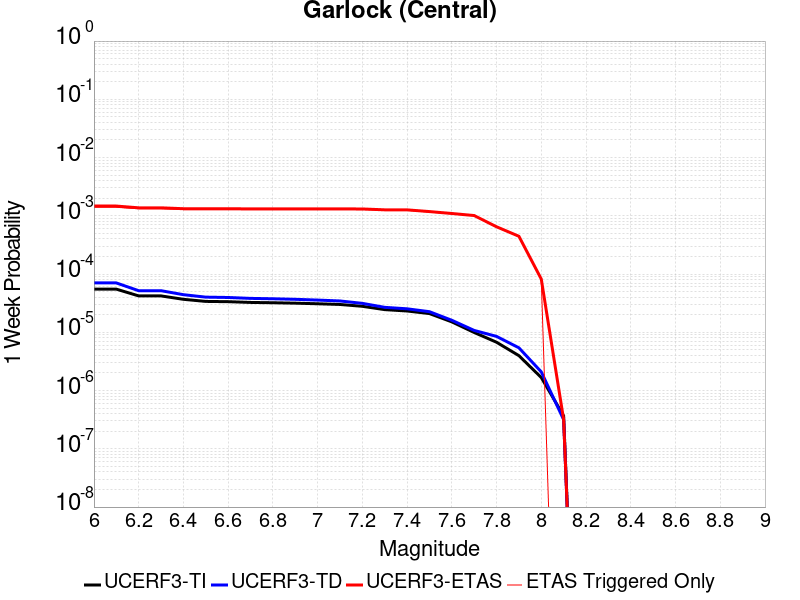 Garlock (Central)
10^0
10^-1
10^-2
10^-3
10^-4
10^-5
10^-6
10^-7
10^-8
1 Week Probability
6 6.2 6.4 6.6 6.8 7 7.2 7.4 7.6 7.8 8 8.2 8.4 8.6 8.8 9
Magnitude
UCERF3-TI UCERF3-TD UCERF3-ETAS ETAS Triggered Only